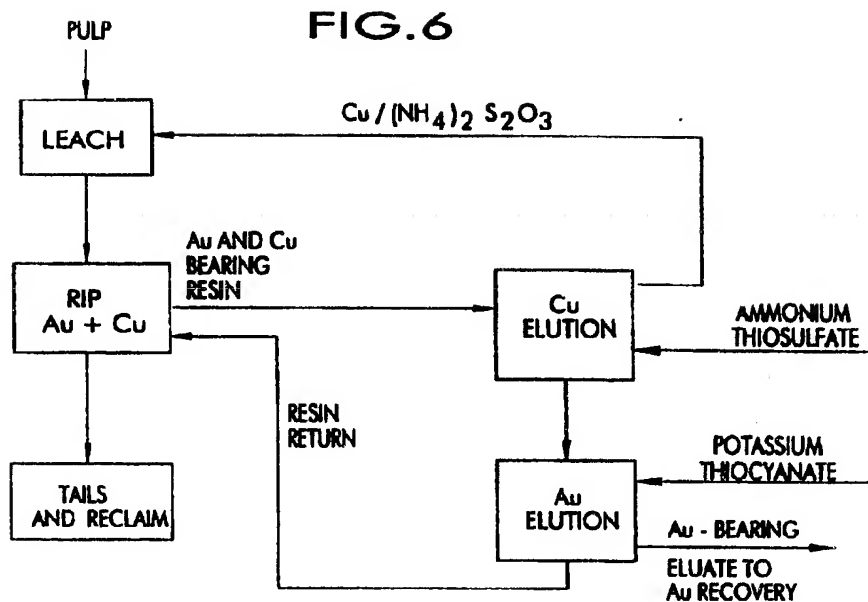 FIG.6
PULP
Cu / (NH4)2 S2O3
LEACH
Au AND Cu
BEARING
RESIN
RIP
Au + Cu
Cu
ELUTION
AMMONIUM
THIOSULFATE
RESIN
RETURN
POTASSIUM
THIOCYANATE
TAILS
AND RECLAIM
Au
ELUTION
Au - BEARING
ELUATE TO
Au RECOVERY